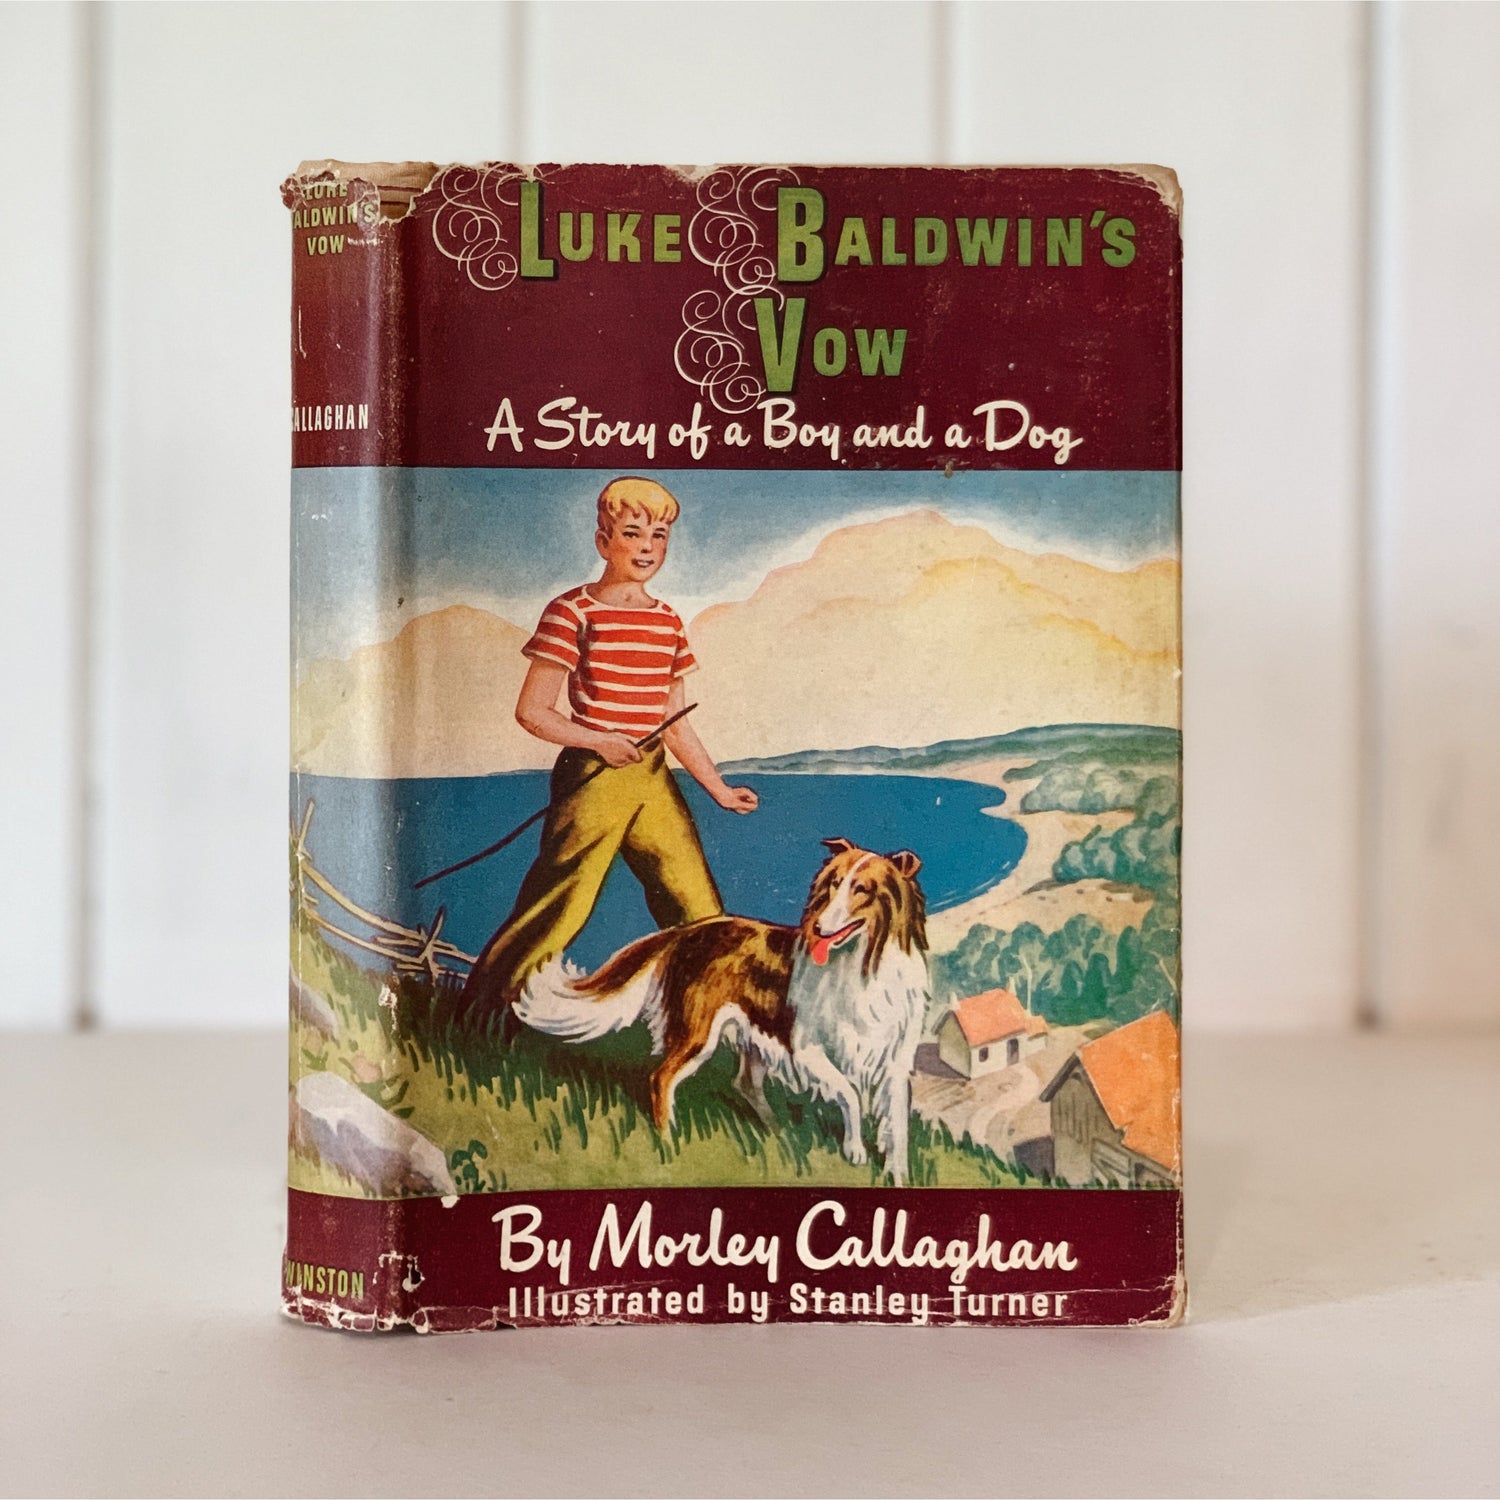 LUKE
BALDWIN'S
VOW
CALLAGHAN
WINSTON
LUKE BALDWIN'S
VOW
A Story of a Boy and a Dog
By Morley Callaghan
Illustrated by Stanley Turner